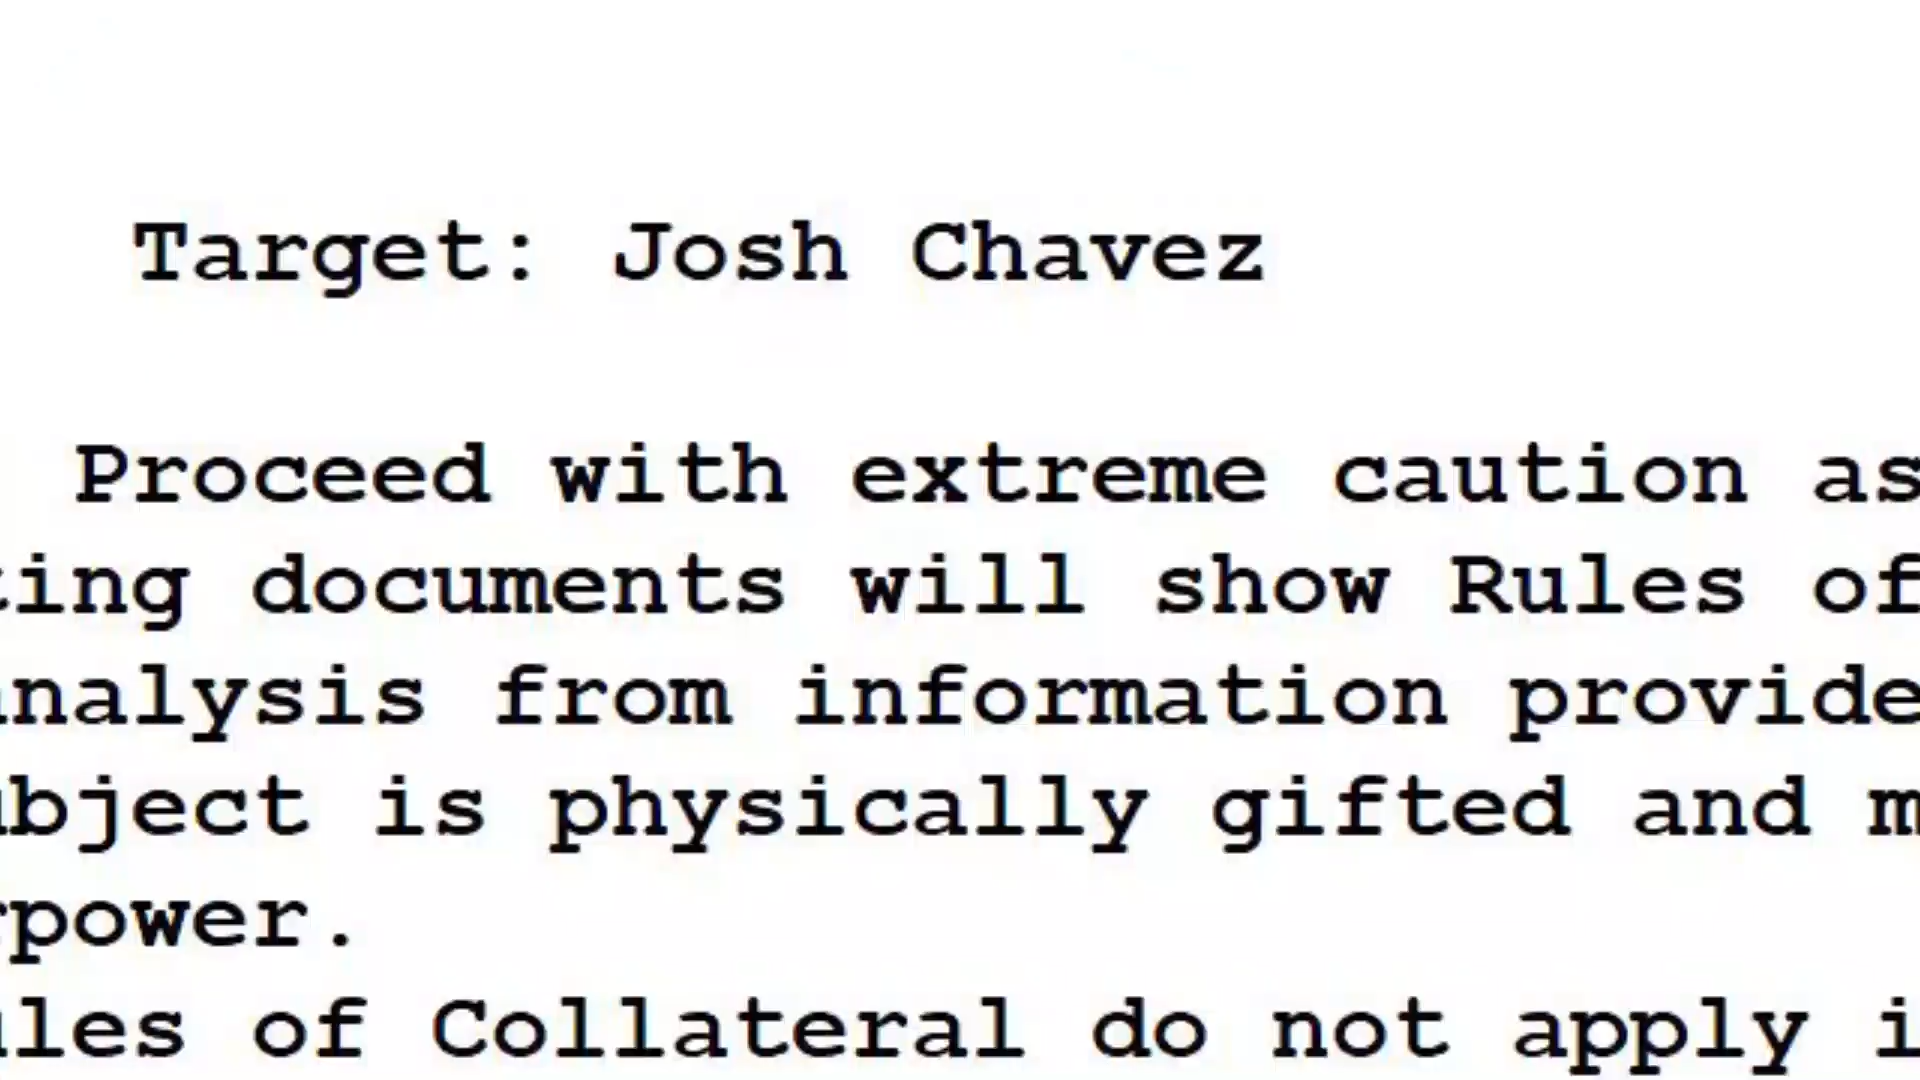 Target: Josh Chavez
Proceed with extreme caution as
documents will show Rules of
from information
is physically gifted and
of Collateral do not apply